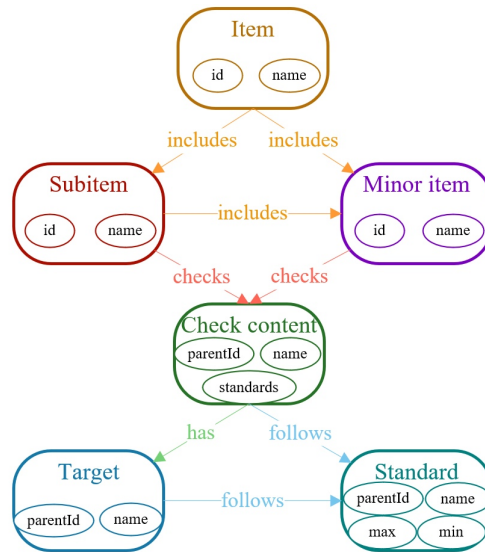 Item
id name
includes includes
Subitem Minor item
id name includes id name
checks checks
Check content
parentId name
standards
has follows
Target Standard
parentId name
parentId name follows
max min